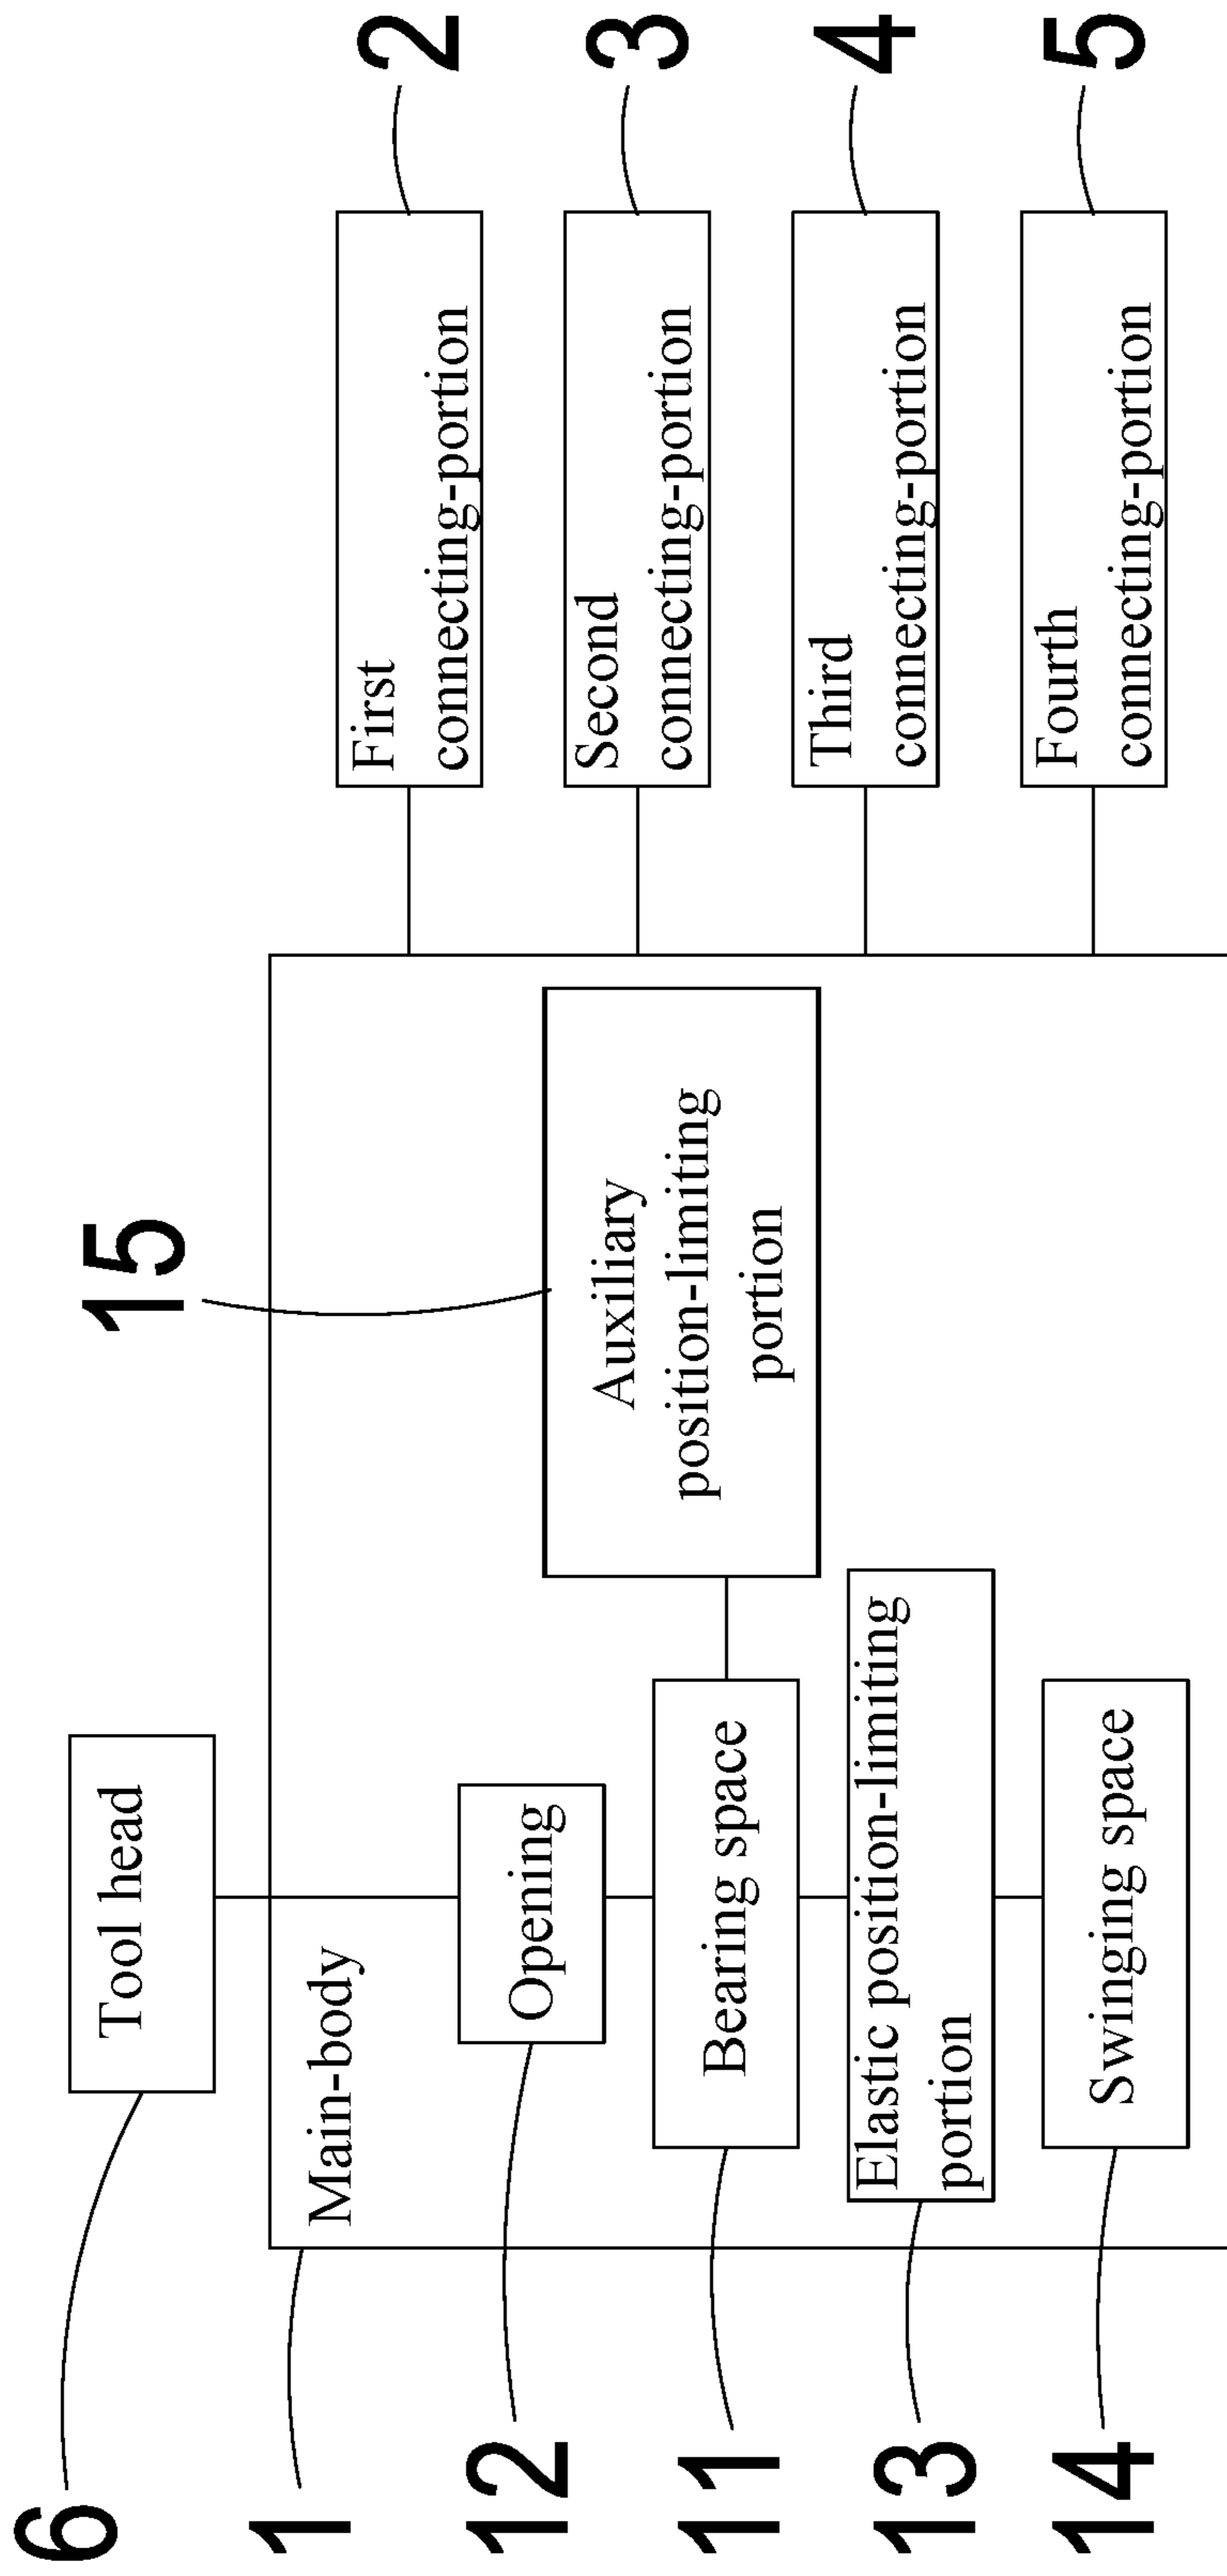 6
Tool head
15
1
Main-body
First
connecting-portion
2
12
Opening
Auxiliary
position-limiting
portion
Second
connecting-portion
3
11
Bearing space
Third
connecting-portion
4
13
Elastic position-limiting
portion
14
Swinging space
Fourth
connecting-portion
5